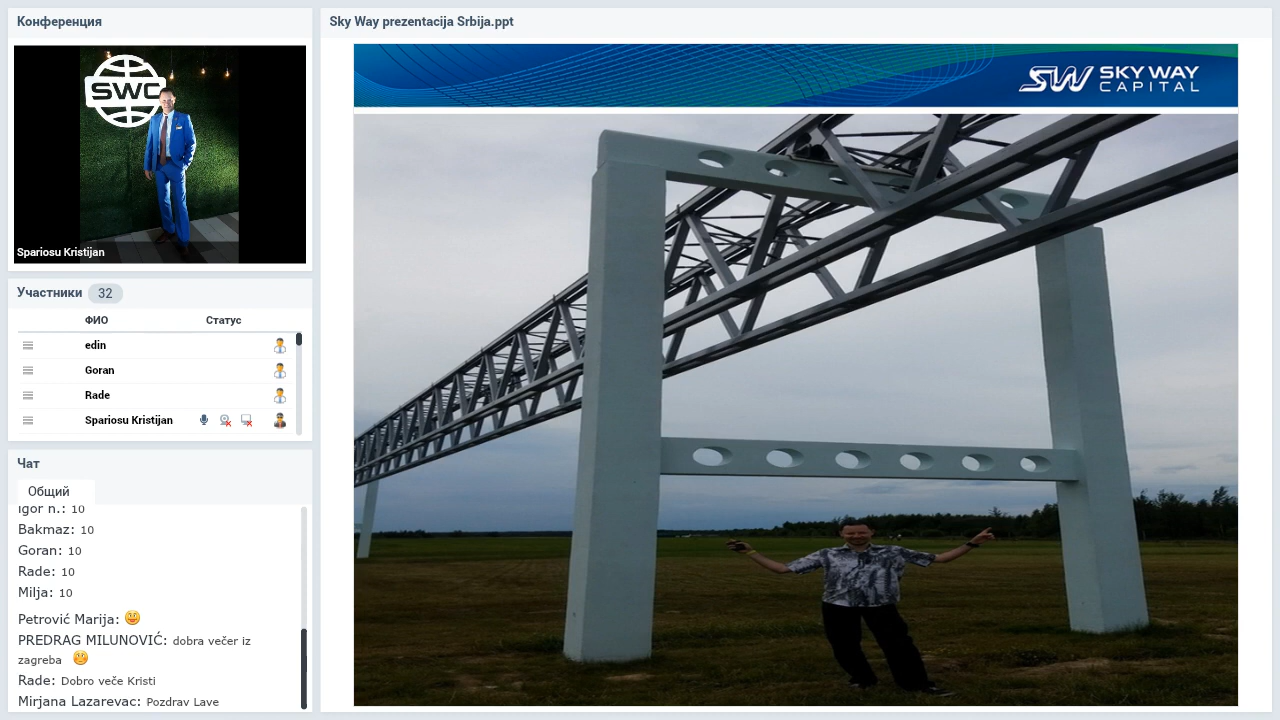 Конференция
SWC
Spariosu Kristijan
Участники 32
ФИО Статус
edin
Goran
Rade
Spariosu Kristijan
Чат
Общий
igor n.: 10
Bakmaz: 10
Goran: 10
Rade: 10
Milja: 10
Petrović Marija:
PREDRAG MILUNOVIĆ: dobra večer iz
zagreba
Rade: Dobro veče Kristi
Mirjana Lazarevac: Pozdrav Lave
Sky Way prezentacija Srbija.ppt
SW SKY WAY
CAPITAL